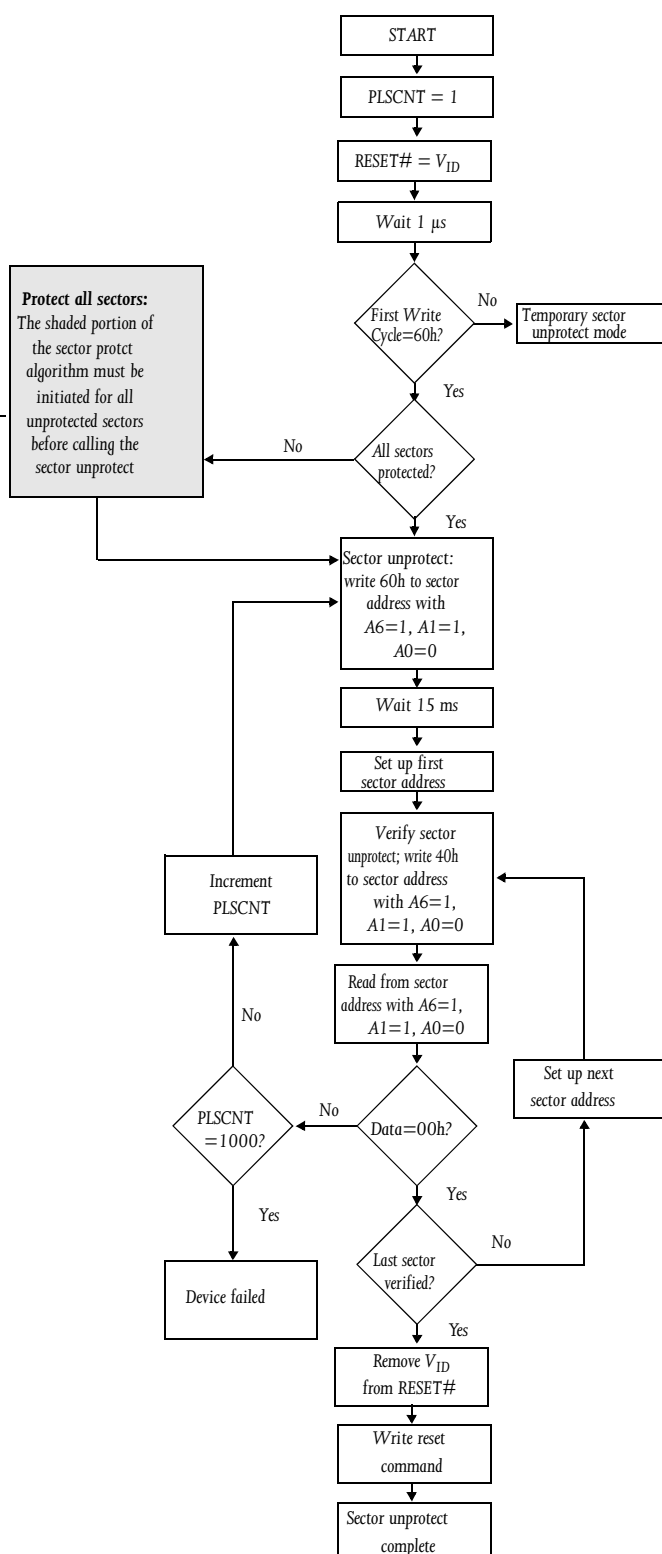 START
PLSCNT = 1
RESET# = VID
Wait 1 µs
First Write
Cycle=60h?
No
Temporary sector
unprotect mode
Yes
Protect all sectors:
The shaded portion of
the sector protct
algorithm must be
initiated for all
unprotected sectors
before calling the
sector unprotect
No
All sectors
protected?
Yes
Sector unprotect:
write 60h to sector
address with
A6=1, A1=1,
A0=0
Wait 15 ms
Set up first
sector address
Verify sector
unprotect; write 40h
to sector address
with A6=1,
A1=1, A0=0
Increment
PLSCNT
Read from sector
address with A6=1,
A1=1, A0=0
No
Set up next
sector address
PLSCNT
=1000?
No
Data=00h?
Yes
Yes
No
Last sector
verified?
Device failed
Yes
Remove VID
from RESET#
Write reset
command
Sector unprotect
complete